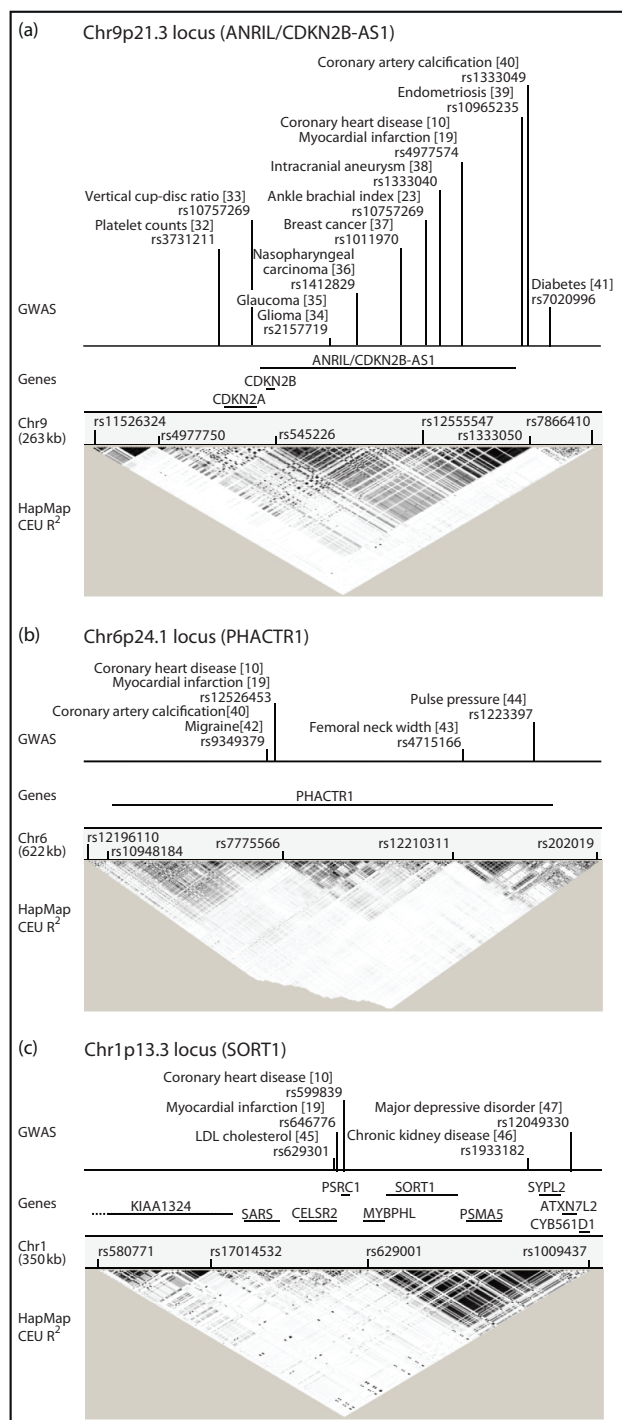 (a) Chr9p21.3 locus (ANRIL/CDKN2B-AS1)
Coronary artery calcification [40]
rs1333049
Endometriosis [39]
rs10965235
Coronary heart disease [10]
Myocardial infarction [19]
rs4977574
Intracranial aneurysm [38]
rs1333040
Vertical cup-disc ratio [33]
rs10757269
Ankle brachial index [23]
rs10757269
Platelet counts [32]
rs3731211
Breast cancer [37]
rs1011970
Nasopharyngeal
carcinoma [36]
rs1412829
Diabetes [41]
rs7020996
Glaucoma [35]
Glioma [34]
rs2157719
GWAS
ANRIL/CDKN2B-AS1
Genes
CDKN2B
CDKN2A
Chr9
(263 kb)
rs11526324
rs4977750
rs545226
rs12555547
rs1333050
rs7866410
HapMap
CEU R2
(b) Chr6p24.1 locus (PHACTR1)
Coronary heart disease [10]
Myocardial infarction [19]
rs12526453
Coronary artery calcification[40]
Migraine[42]
rs9349379
Pulse pressure [44]
rs1223397
Femoral neck width [43]
rs4715166
GWAS
Genes
PHACTR1
Chr6
(622 kb)
rs12196110
rs10948184
rs7775566
rs12210311
rs202019
HapMap
CEU R2
(c) Chr1p13.3 locus (SORT1)
Coronary heart disease [10]
rs599839
Myocardial infarction [19]
rs646776
LDL cholesterol [45]
rs629301
Major depressive disorder [47]
rs12049330
Chronic kidney disease [46]
rs1933182
GWAS
PSRC1
SORT1
SYPL2
Genes
KIAA1324
SARS
CELSR2
MYBPHL
PSMA5
ATXN7L2
CYB561D1
Chr1
(350 kb)
rs580771
rs17014532
rs629001
rs1009437
HapMap
CEU R2